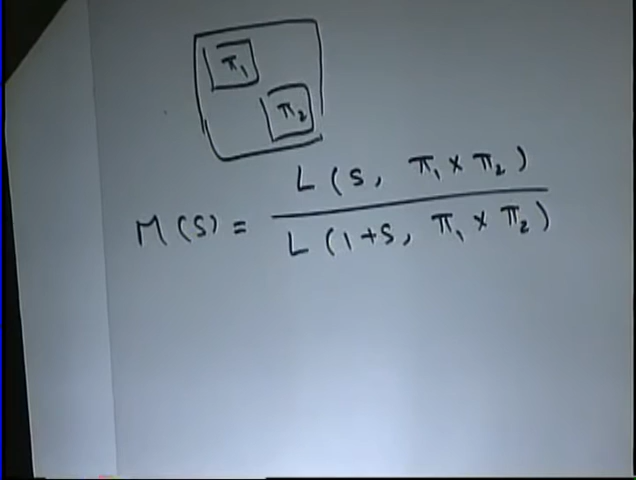 π₁
π₂
M(s) = L(s, π₁ × π₂) / L(1+s, π₁ × π₂)